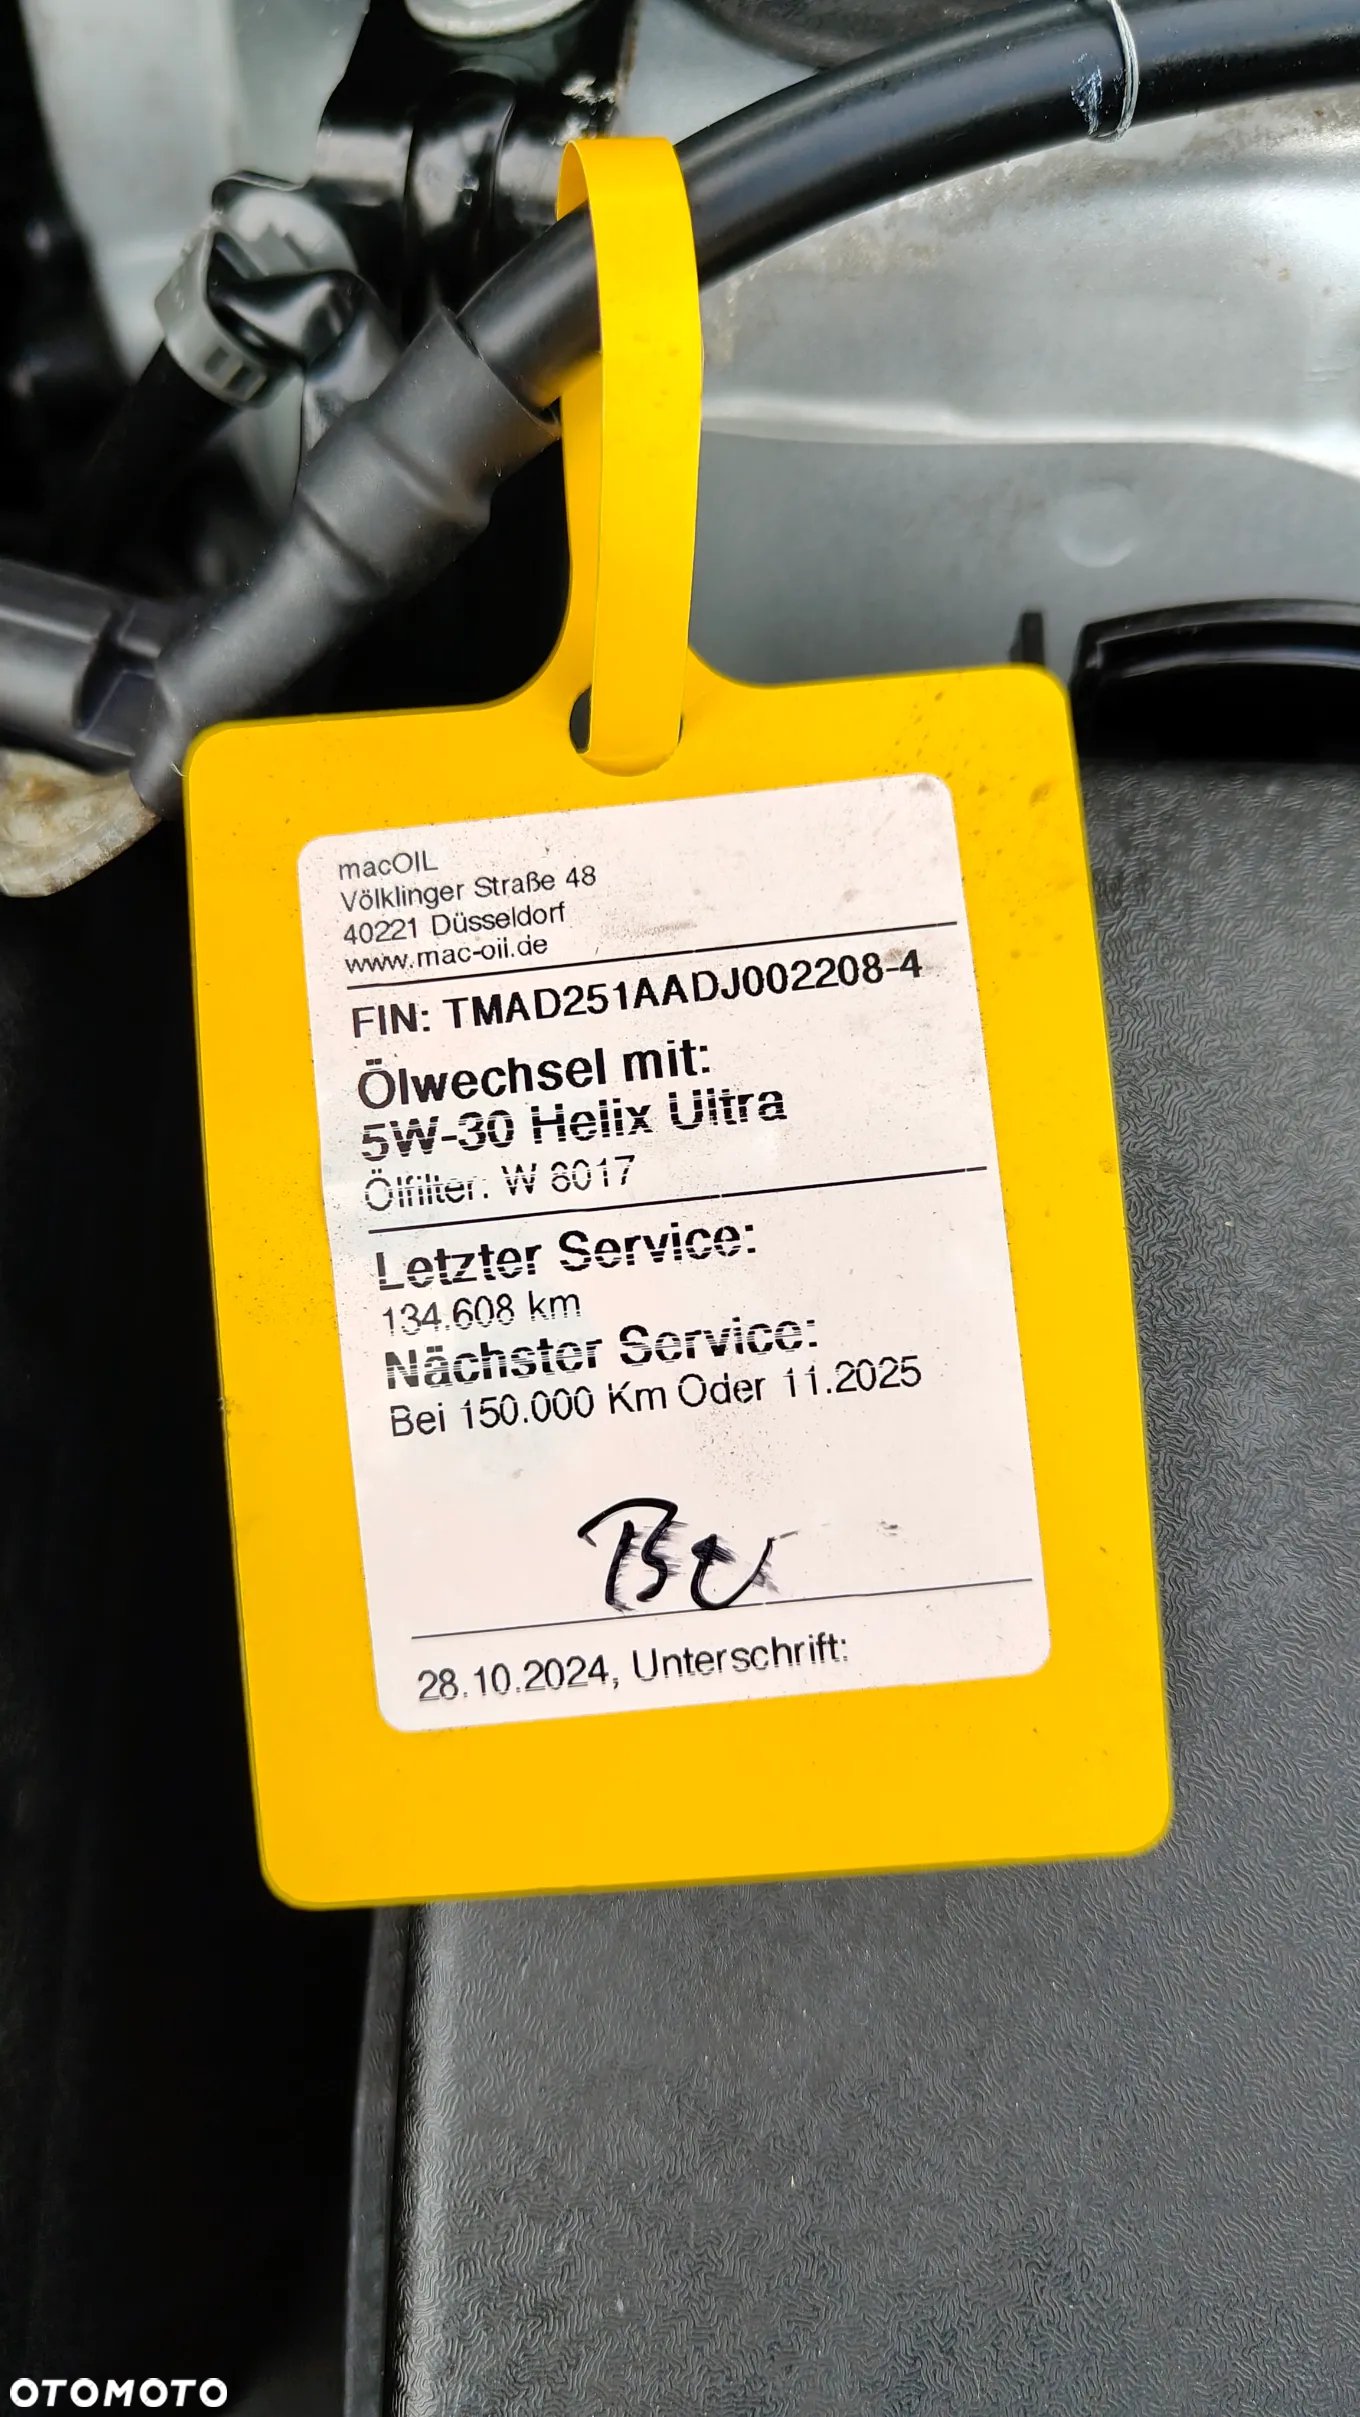 macOIL
Völklinger Straße 48
40221 Düsseldorf
www.mac-oil.de
FIN: TMAD251AADJ002208-4
Ölwechsel mit:
5W-30 Helix Ultra
Ölfilter: W 8017
Letzter Service:
134.608 km
Nächster Service:
Bei 150.000 Km Oder 11.2025
28.10.2024, Unterschrift:
OTOMOTO